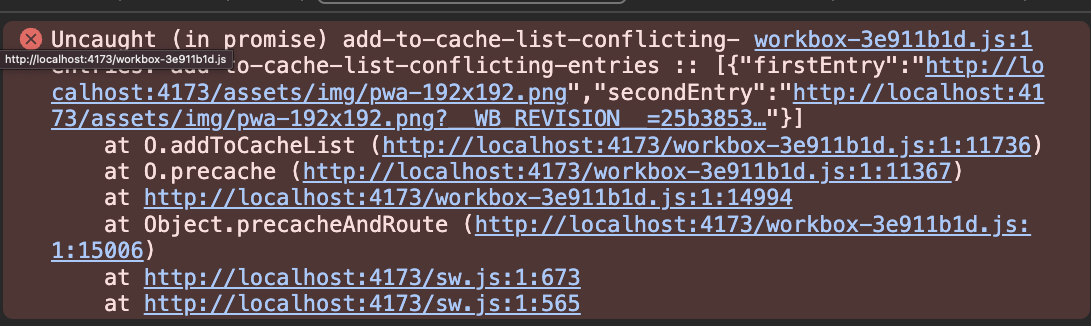 Uncaught (in promise) add-to-cache-list-conflicting- workbox-3e911b1d.js:1
http://localhost:4173/workbox-3e911b1d.js
entries: add-to-cache-list-conflicting-entries :: [{"firstEntry":"http://lo
calhost:4173/assets/img/pwa-192x192.png","secondEntry":"http://localhost:41
73/assets/img/pwa-192x192.png?__WB_REVISION__=25b3853…"}]
at O.addToCacheList (http://localhost:4173/workbox-3e911b1d.js:1:11736)
at O.precache (http://localhost:4173/workbox-3e911b1d.js:1:11367)
at http://localhost:4173/workbox-3e911b1d.js:1:14994
at Object.precacheAndRoute (http://localhost:4173/workbox-3e911b1d.js:
1:15006)
at http://localhost:4173/sw.js:1:673
at http://localhost:4173/sw.js:1:565